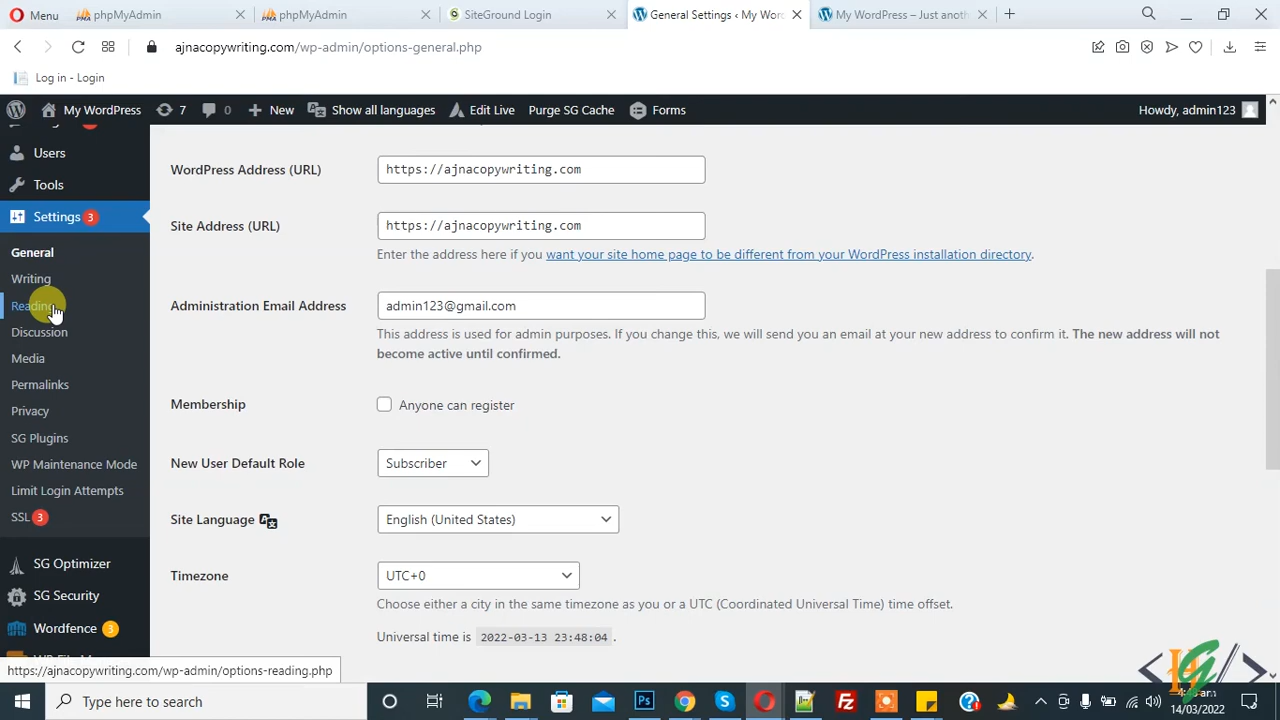 phpMyAdmin
phpMyAdmin
SiteGround Login
General Settings ‹ My Wor
My WordPress – Just anoth
ajnacopywriting.com/wp-admin/options-general.php
Log in - Login
My WordPress 7 0 New Show all languages Edit Live Purge SG Cache Forms Howdy, admin123
Menu
Users
Tools
Settings 3
General
Writing
Reading
Discussion
Media
Permalinks
Privacy
SG Plugins
WP Maintenance Mode
Limit Login Attempts
SSL 3
SG Optimizer
SG Security
Wordfence 3
WordPress Address (URL) https://ajnacopywriting.com
Site Address (URL) https://ajnacopywriting.com
Enter the address here if you want your site home page to be different from your WordPress installation directory.
Administration Email Address admin123@gmail.com
This address is used for admin purposes. If you change this, we will send you an email at your new address to confirm it. The new address will not
become active until confirmed.
Membership Anyone can register
New User Default Role Subscriber
Site Language English (United States)
Timezone UTC+0
Choose either a city in the same timezone as you or a UTC (Coordinated Universal Time) time offset.
Universal time is 2022-03-13 23:48:04 .
https://ajnacopywriting.com/wp-admin/options-reading.php
Type here to search
14/03/2022